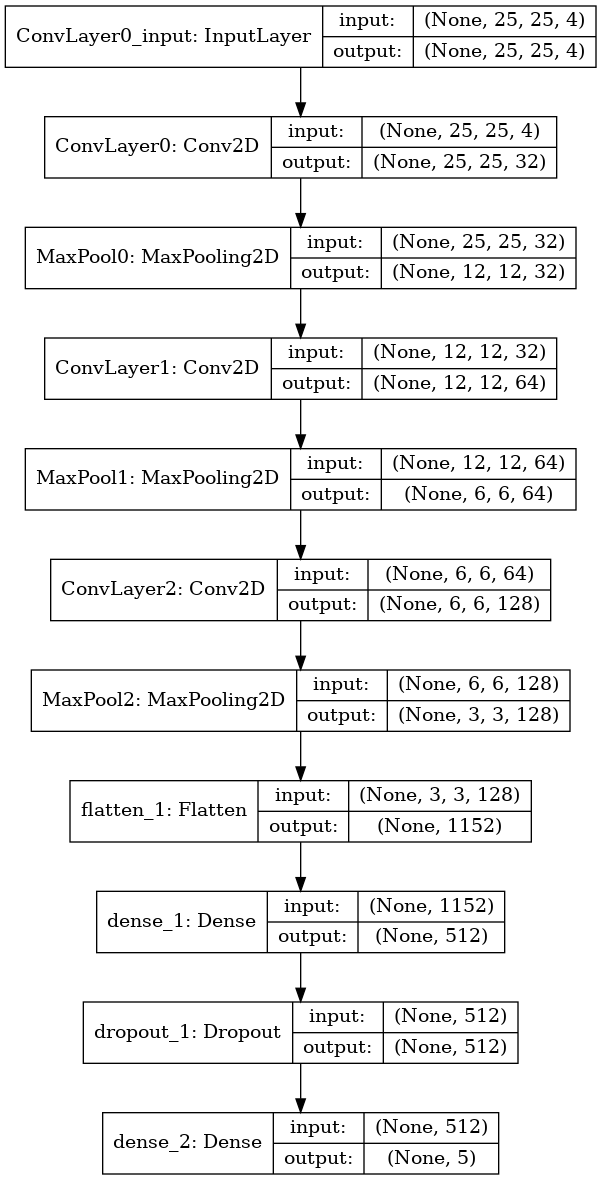 ConvLayer0_input: InputLayer
input: (None, 25, 25, 4)
output: (None, 25, 25, 4)
ConvLayer0: Conv2D
input: (None, 25, 25, 4)
output: (None, 25, 25, 32)
MaxPool0: MaxPooling2D
input: (None, 25, 25, 32)
output: (None, 12, 12, 32)
ConvLayer1: Conv2D
input: (None, 12, 12, 32)
output: (None, 12, 12, 64)
MaxPool1: MaxPooling2D
input: (None, 12, 12, 64)
output: (None, 6, 6, 64)
ConvLayer2: Conv2D
input: (None, 6, 6, 64)
output: (None, 6, 6, 128)
MaxPool2: MaxPooling2D
input: (None, 6, 6, 128)
output: (None, 3, 3, 128)
flatten_1: Flatten
input: (None, 3, 3, 128)
output: (None, 1152)
dense_1: Dense
input: (None, 1152)
output: (None, 512)
dropout_1: Dropout
input: (None, 512)
output: (None, 512)
dense_2: Dense
input: (None, 512)
output: (None, 5)